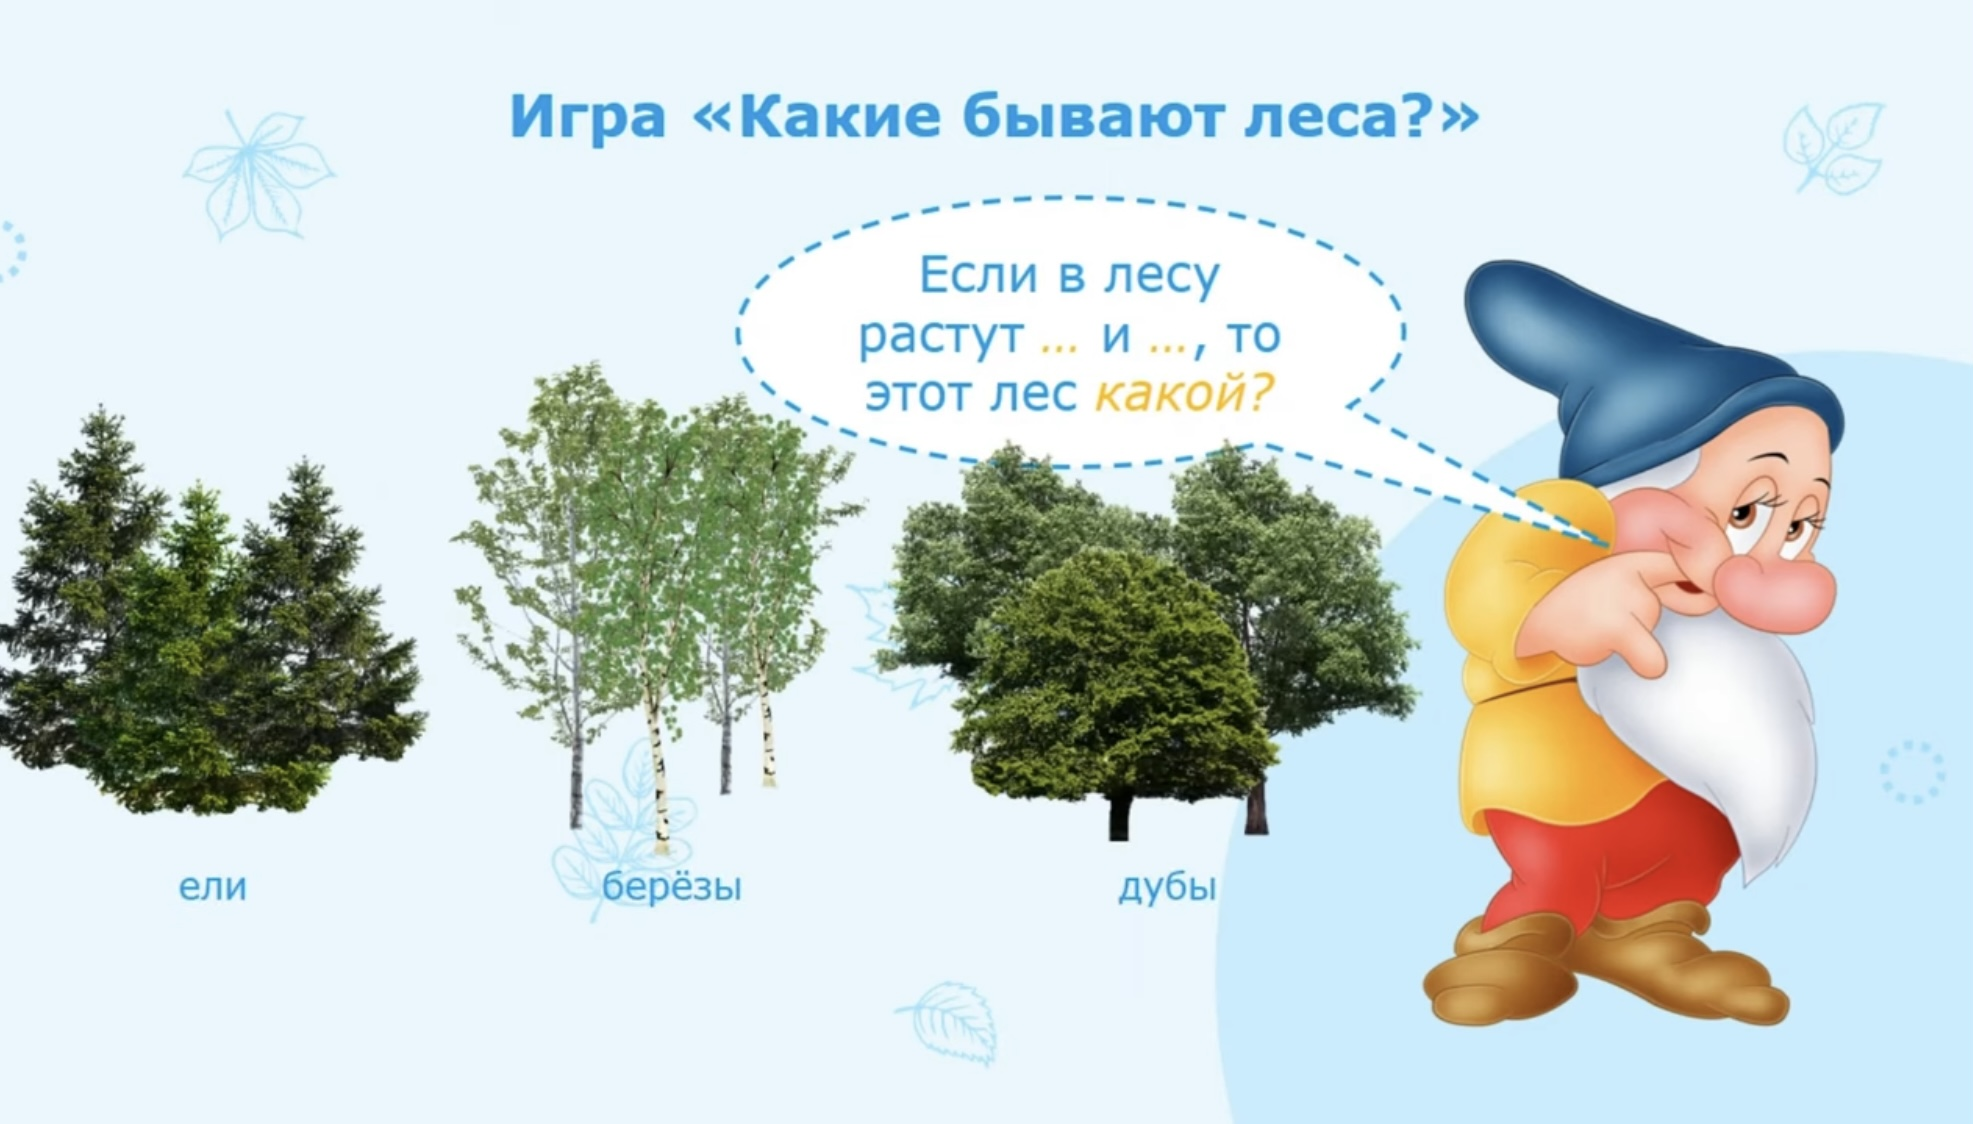 Игра «Какие бывают леса?»
Если в лесу
растут ... и ..., то
этот лес какой?
ели
берёзы
дубы